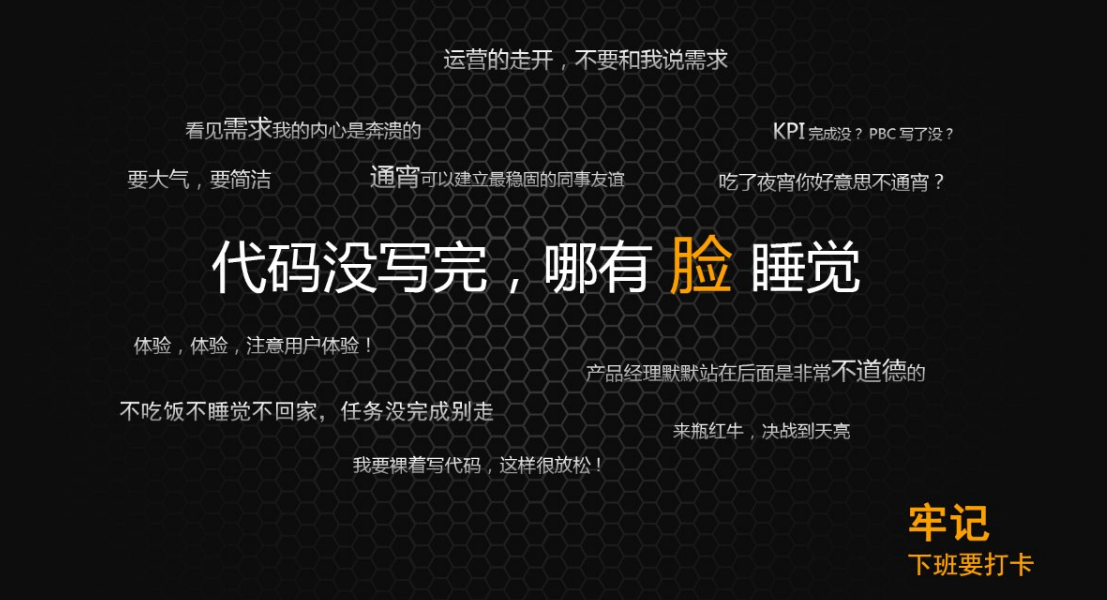 运营的走开，不要和我说需求
看见需求我的内心是奔溃的
KPI 完成没？ PBC 写了没？
要大气，要简洁
通宵可以建立最稳固的同事友谊
吃了夜宵你好意思不通宵？
代码没写完，哪有 脸 睡觉
体验，体验，注意用户体验！
产品经理默默站在后面是非常不道德的
不吃饭不睡觉不回家，任务没完成别走
来瓶红牛，决战到天亮
我要裸着写代码，这样很放松！
牢记
下班要打卡